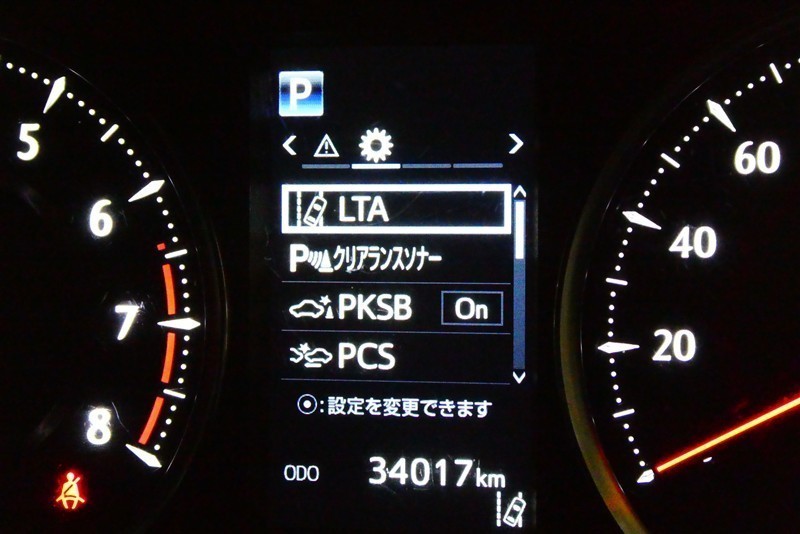 P
LTA
Pクリアランスソナー
PKSB On
PCS
⦿:設定を変更できます
ODO 34017km
5
6
7
8
60
40
20